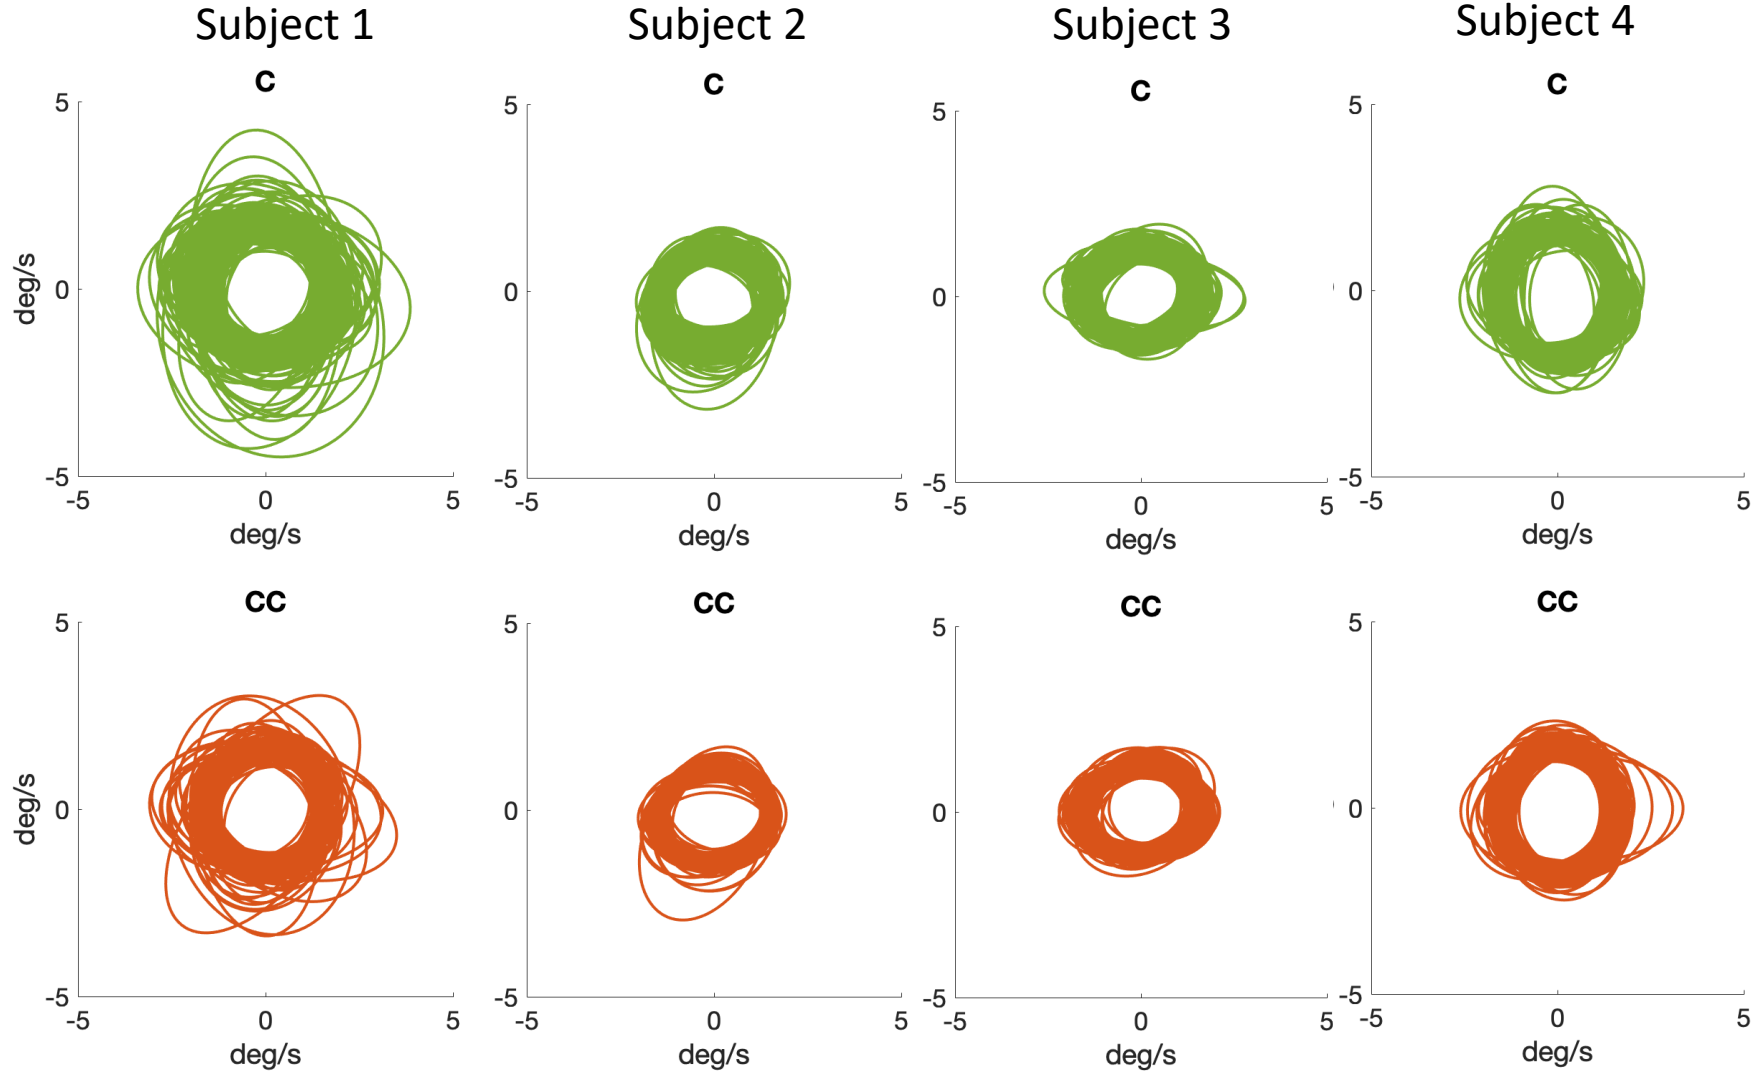 Subject 1 Subject 2 Subject 3 Subject 4
C C C C
5 5 5 5
deg/s 0 0 0 0
-5 -5 -5 -5
-5 0 5 -5 0 5 -5 0 5 -5 0 5
deg/s deg/s deg/s deg/s
CC CC CC CC
5 5 5 5
deg/s 0 0 0 0
-5 -5 -5 -5
-5 0 5 -5 0 5 -5 0 5 -5 0 5
deg/s deg/s deg/s deg/s